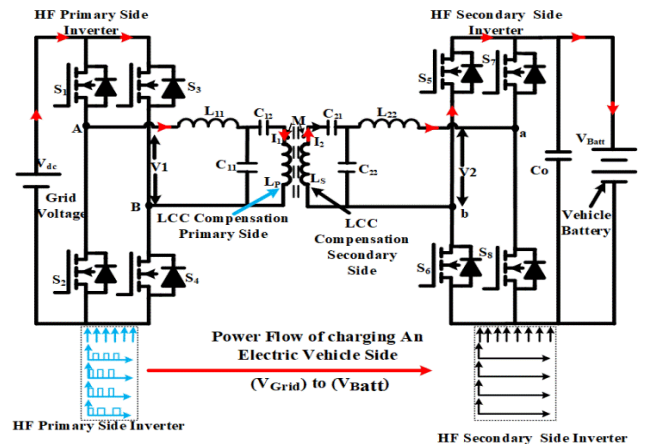 HF Primary Side
Inverter
HF Secondary Side
Inverter
S1
S3
S5
S7
L11
C12
M
C21
L22
A
a
I1
I2
Vdc
V1
C11
C22
V2
Co
VBatt
Grid
Voltage
LP
LS
B
b
LCC Compensation
Primary Side
LCC
Compensation
Secondary
Side
Vehicle
Battery
S2
S4
S6
S8
Power Flow of charging An
Electric Vehicle Side
(VGrid) to (VBatt)
HF Primary Side Inverter
HF Secondary Side Inverter